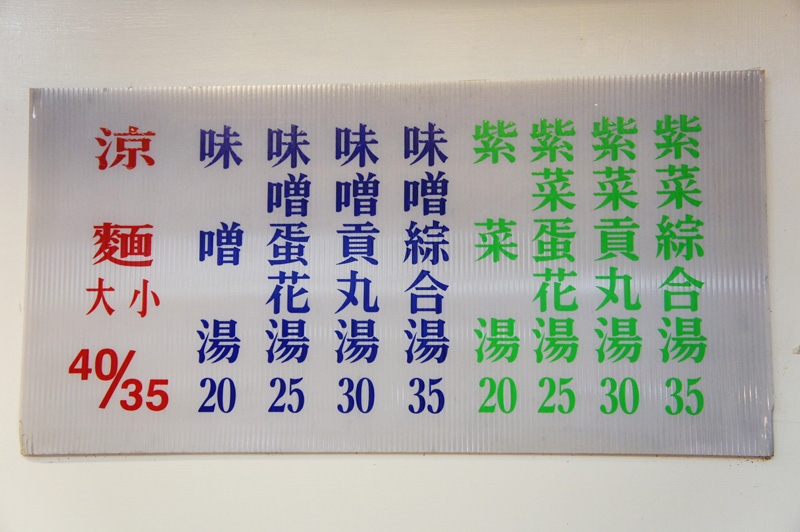 涼麵
大小
40/35
味噌湯
20
味噌蛋花湯
25
味噌貢丸湯
30
味噌綜合湯
35
紫菜湯
20
紫菜蛋花湯
25
紫菜貢丸湯
30
紫菜綜合湯
35